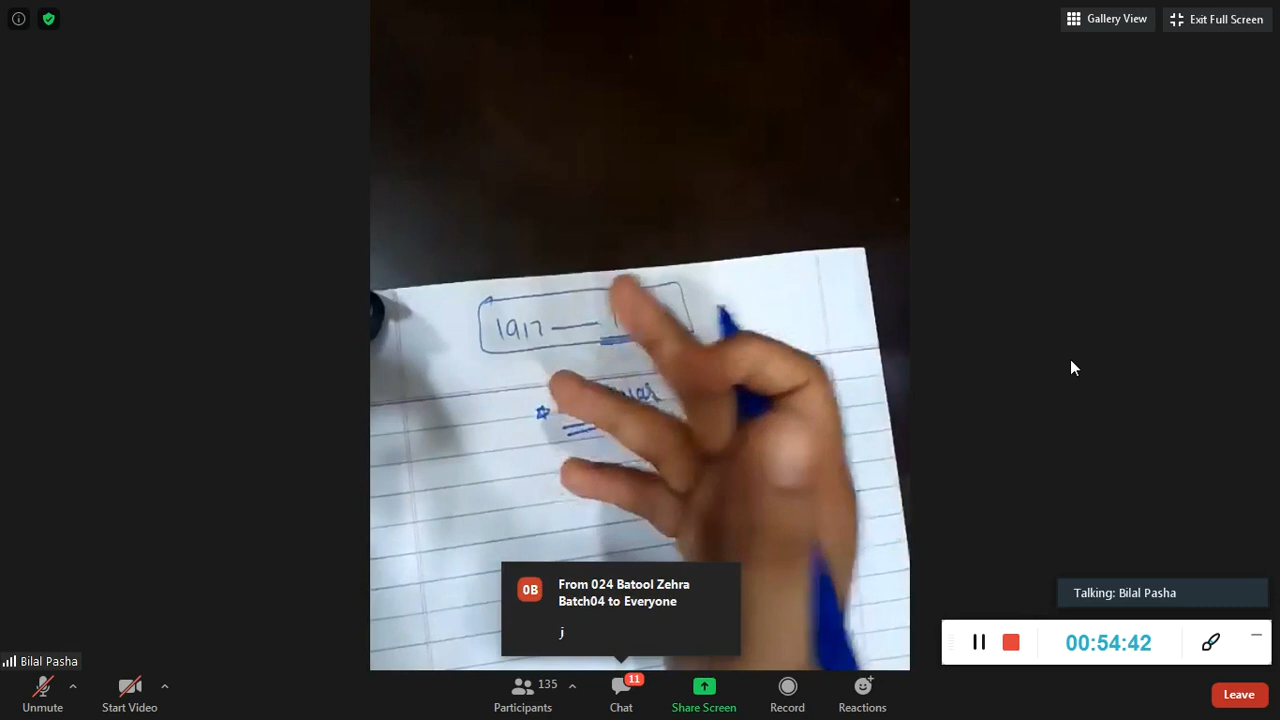 Gallery View
Exit Full Screen
1917 —
From 024 Batool Zehra
Batch04 to Everyone
j
0B
Talking: Bilal Pasha
00:54:42
Bilal Pasha
Unmute
Start Video
135
Participants
11
Chat
Share Screen
Record
Reactions
Leave